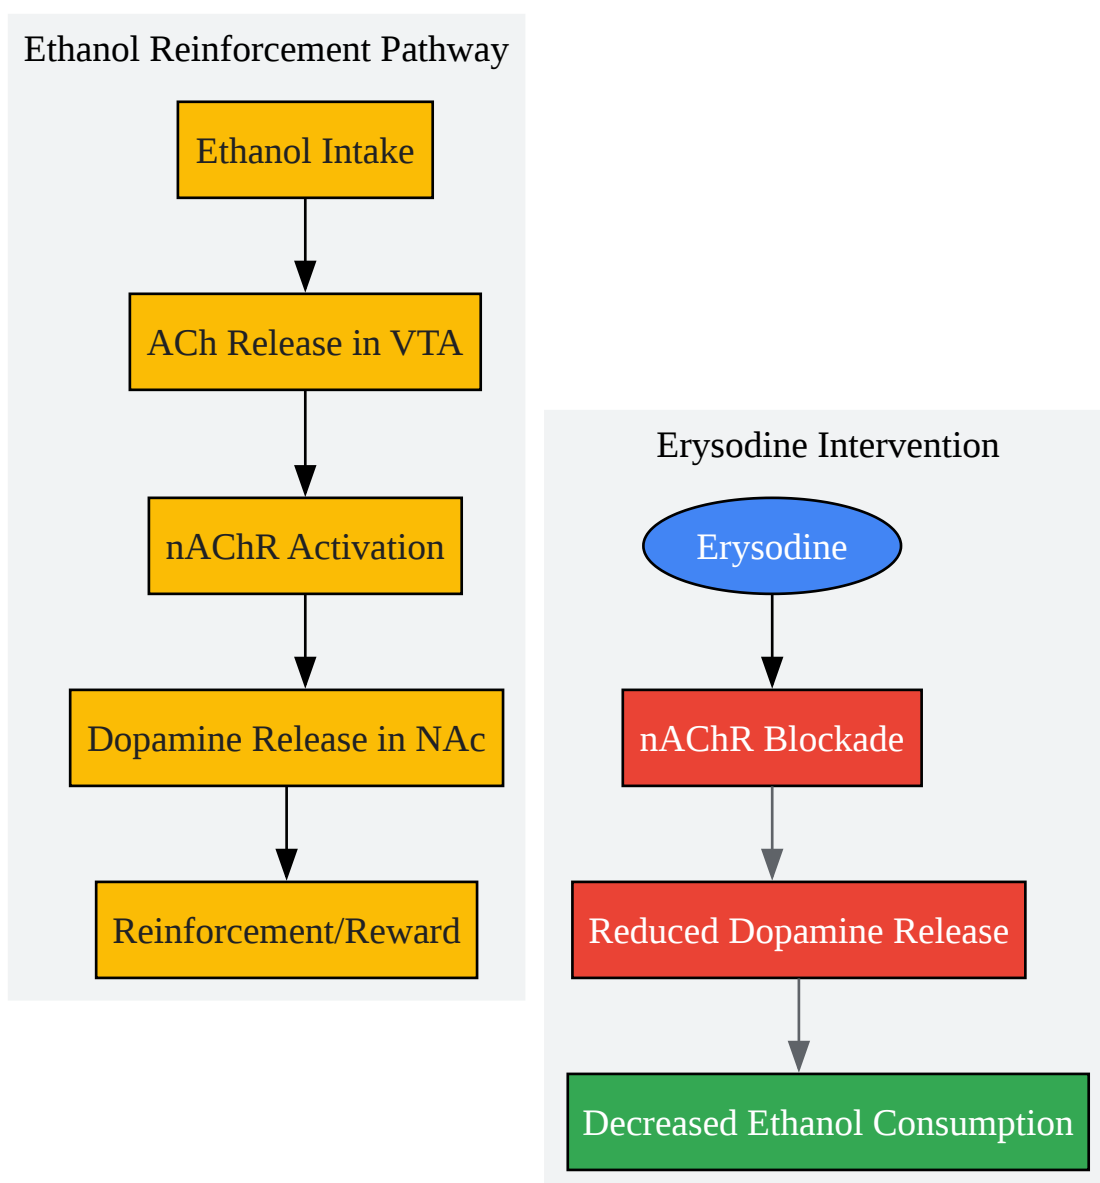 Ethanol Reinforcement Pathway
Ethanol Intake
ACh Release in VTA
nAChR Activation
Dopamine Release in NAc
Reinforcement/Reward
Erysodine Intervention
Erysodine
nAChR Blockade
Reduced Dopamine Release
Decreased Ethanol Consumption